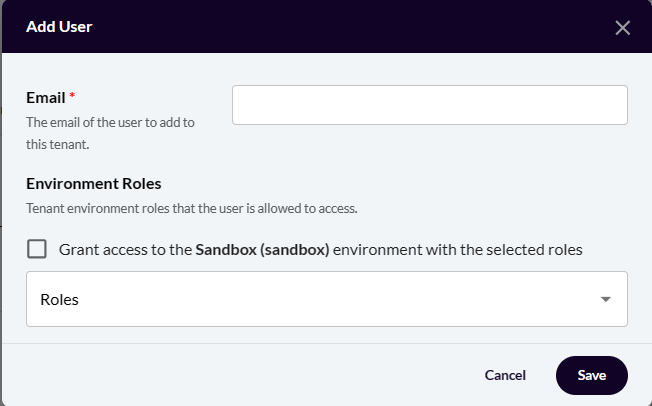 Add User
Email *
The email of the user to add to
this tenant.
Environment Roles
Tenant environment roles that the user is allowed to access.
Grant access to the Sandbox (sandbox) environment with the selected roles
Roles
Cancel
Save